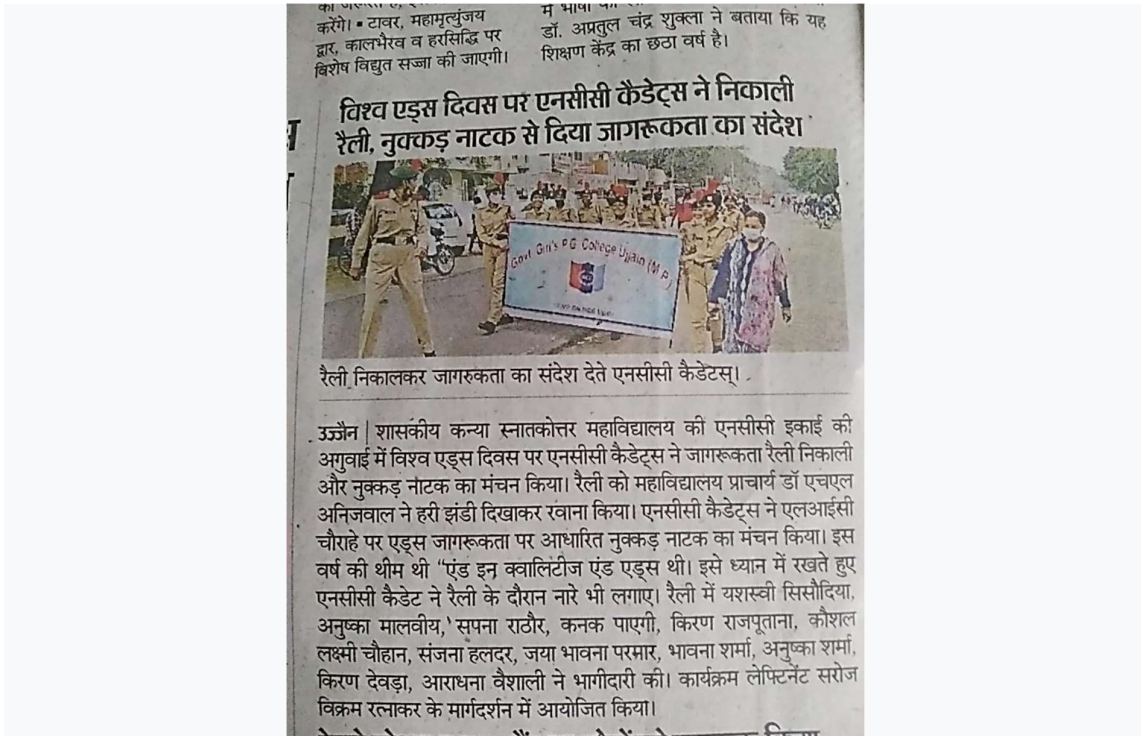 करेंगे। • टावर, महामृत्युंजय
द्वार, कालभैरव व हरसिद्धि पर
विशेष विद्युत सज्जा की जाएगी।
डॉ. अप्रतुल चंद्र शुक्ला ने बताया कि यह
शिक्षण केंद्र का छठा वर्ष है।
विश्व एड्स दिवस पर एनसीसी कैडेट्स ने निकाली
रैली, नुक्कड़ नाटक से दिया जागरूकता का संदेश
Govt Girl's P.G. College Ujjain (M.P.)
रैली निकालकर जागरुकता का संदेश देते एनसीसी कैडेटस्।
उज्जैन | शासकीय कन्या स्नातकोत्तर महाविद्यालय की एनसीसी इकाई की
अगुवाई में विश्व एड्स दिवस पर एनसीसी कैडेट्स ने जागरूकता रैली निकाली
और नुक्कड़ नाटक का मंचन किया। रैली को महाविद्यालय प्राचार्य डॉ एचएल
अनिजवाल ने हरी झंडी दिखाकर रवाना किया। एनसीसी कैडेट्स ने एलआईसी
चौराहे पर एड्स जागरूकता पर आधारित नुक्कड़ नाटक का मंचन किया। इस
वर्ष की थीम थी “एंड इन क्वालिटीज एंड एड्स थी। इसे ध्यान में रखते हुए
एनसीसी कैडेट ने रैली के दौरान नारे भी लगाए। रैली में यशस्वी सिसौदिया,
अनुष्का मालवीय, सपना राठौर, कनक पाएगी, किरण राजपूताना, कौशल
लक्ष्मी चौहान, संजना हलदर, जया भावना परमार, भावना शर्मा, अनुष्का शर्मा,
किरण देवड़ा, आराधना वैशाली ने भागीदारी की। कार्यक्रम लेफ्टिनेंट सरोज
विक्रम रत्नाकर के मार्गदर्शन में आयोजित किया।